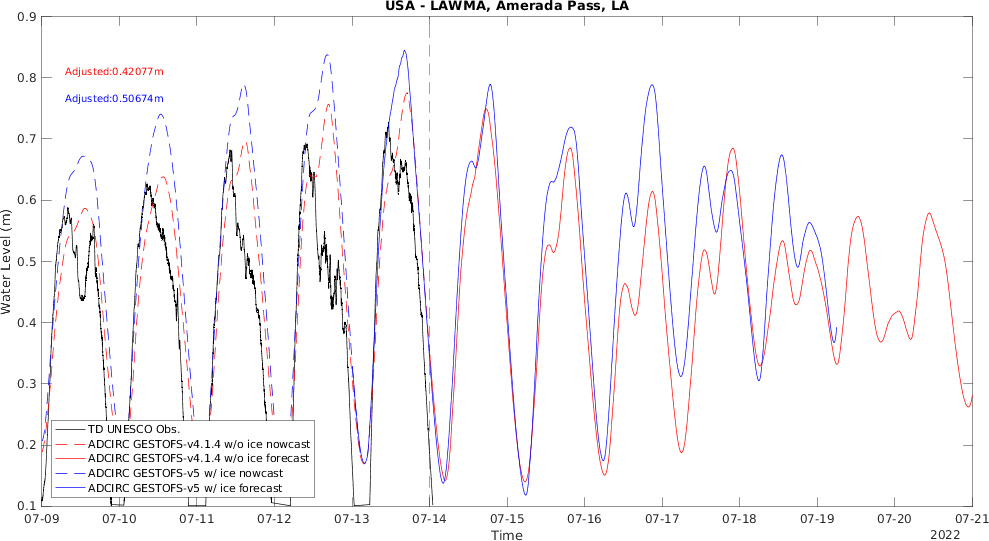 USA - LAWMA, Amerada Pass, LA
0.9
0.8
0.7
0.6
0.5
0.4
0.3
0.2
0.1
Water Level (m)
Adjusted:0.42077m
Adjusted:0.50674m
TD UNESCO Obs.
ADCIRC GESTOFS-v4.1.4 w/o ice nowcast
ADCIRC GESTOFS-v4.1.4 w/o ice forecast
ADCIRC GESTOFS-v5 w/ ice nowcast
ADCIRC GESTOFS-v5 w/ ice forecast
07-09 07-10 07-11 07-12 07-13 07-14 07-15 07-16 07-17 07-18 07-19 07-20 07-21
Time
2022